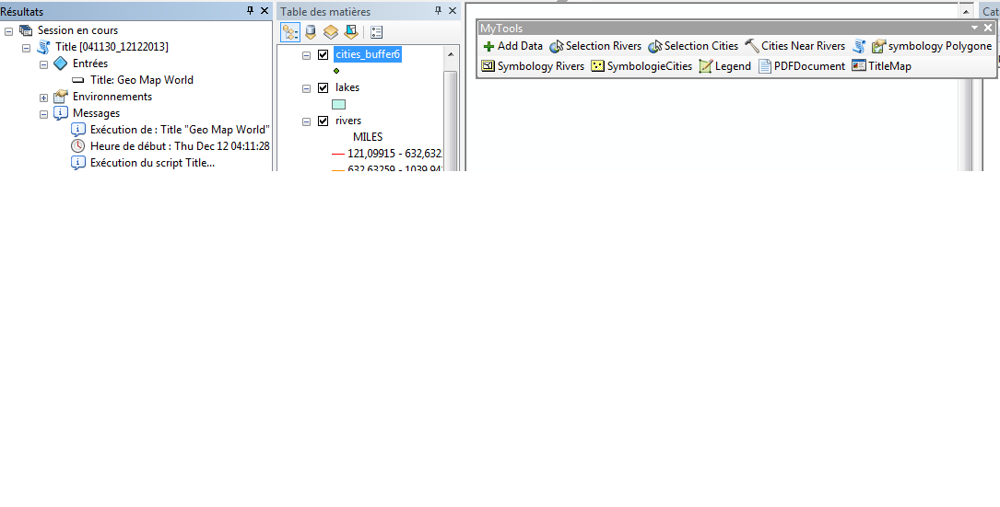 Résultats
Session en cours
Title [041130_12122013]
Entrées
Title: Geo Map World
Environnements
Messages
Exécution de : Title "Geo Map World"
Heure de début : Thu Dec 12 04:11:28
Exécution du script Title...
Table des matières
cities_buffer6
lakes
rivers
MILES
121,09915 - 632,632
632,63259 - 1039,94
MyTools
Add Data Selection Rivers Selection Cities Cities Near Rivers symbology Polygone
Symbology Rivers SymbologieCities Legend PDFDocument TitleMap
Cat